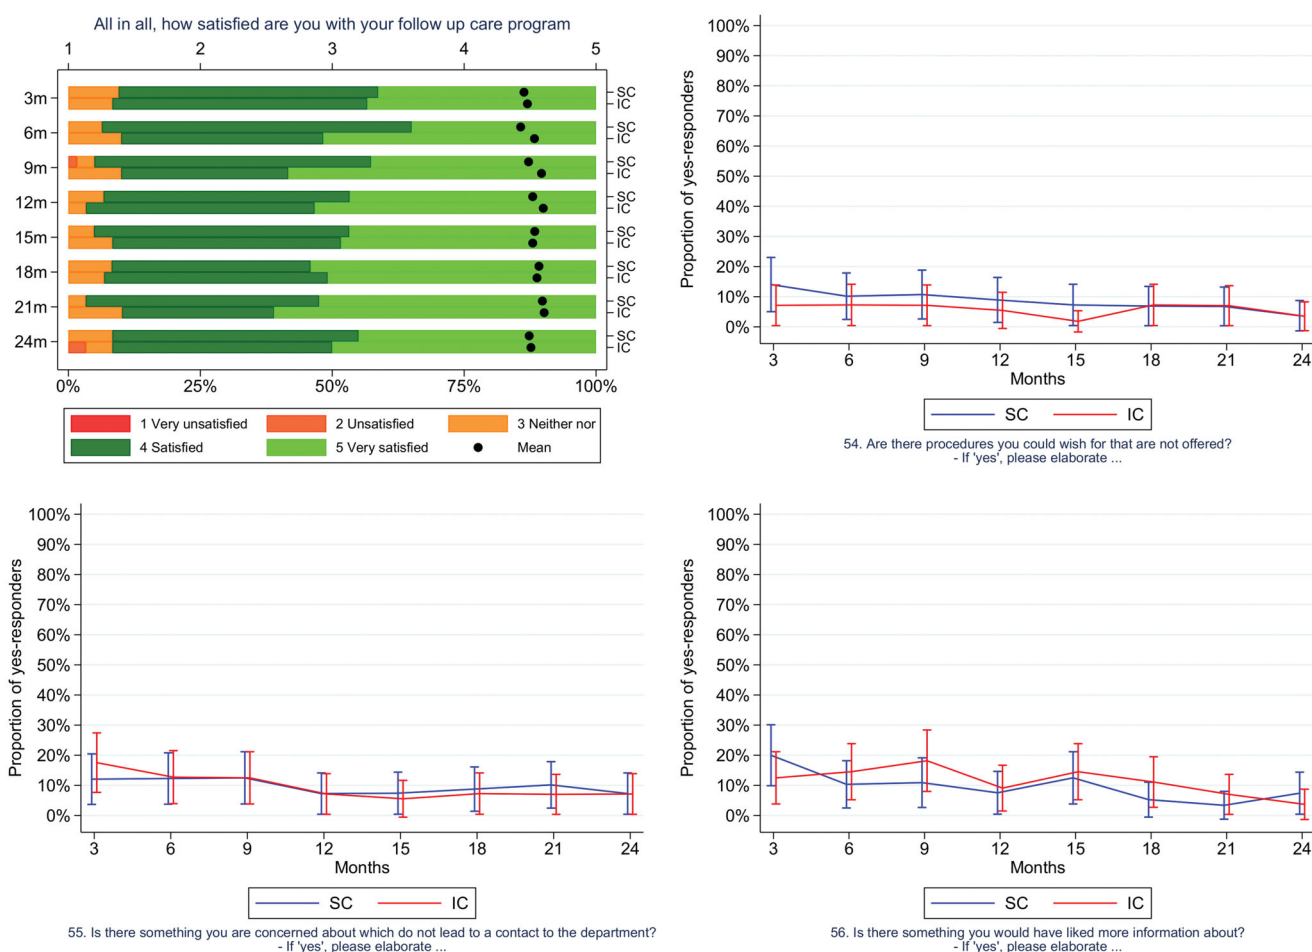 All in all, how satisfied are you with your follow up care program
1 2 3 4 5
3m SC
IC
6m SC
IC
9m SC
IC
12m SC
IC
15m SC
IC
18m SC
IC
21m SC
IC
24m SC
IC
0% 25% 50% 75% 100%
1 Very unsatisfied 2 Unsatisfied 3 Neither nor
4 Satisfied 5 Very satisfied Mean
Proportion of yes-responders
100%
90%
80%
70%
60%
50%
40%
30%
20%
10%
0%
3 6 9 12 15 18 21 24
Months
SC IC
54. Are there procedures you could wish for that are not offered?
- If 'yes', please elaborate ...
Proportion of yes-responders
100%
90%
80%
70%
60%
50%
40%
30%
20%
10%
0%
3 6 9 12 15 18 21 24
Months
SC IC
55. Is there something you are concerned about which do not lead to a contact to the department?
- If 'yes', please elaborate ...
Proportion of yes-responders
100%
90%
80%
70%
60%
50%
40%
30%
20%
10%
0%
3 6 9 12 15 18 21 24
Months
SC IC
56. Is there something you would have liked more information about?
- If 'yes', please elaborate ...